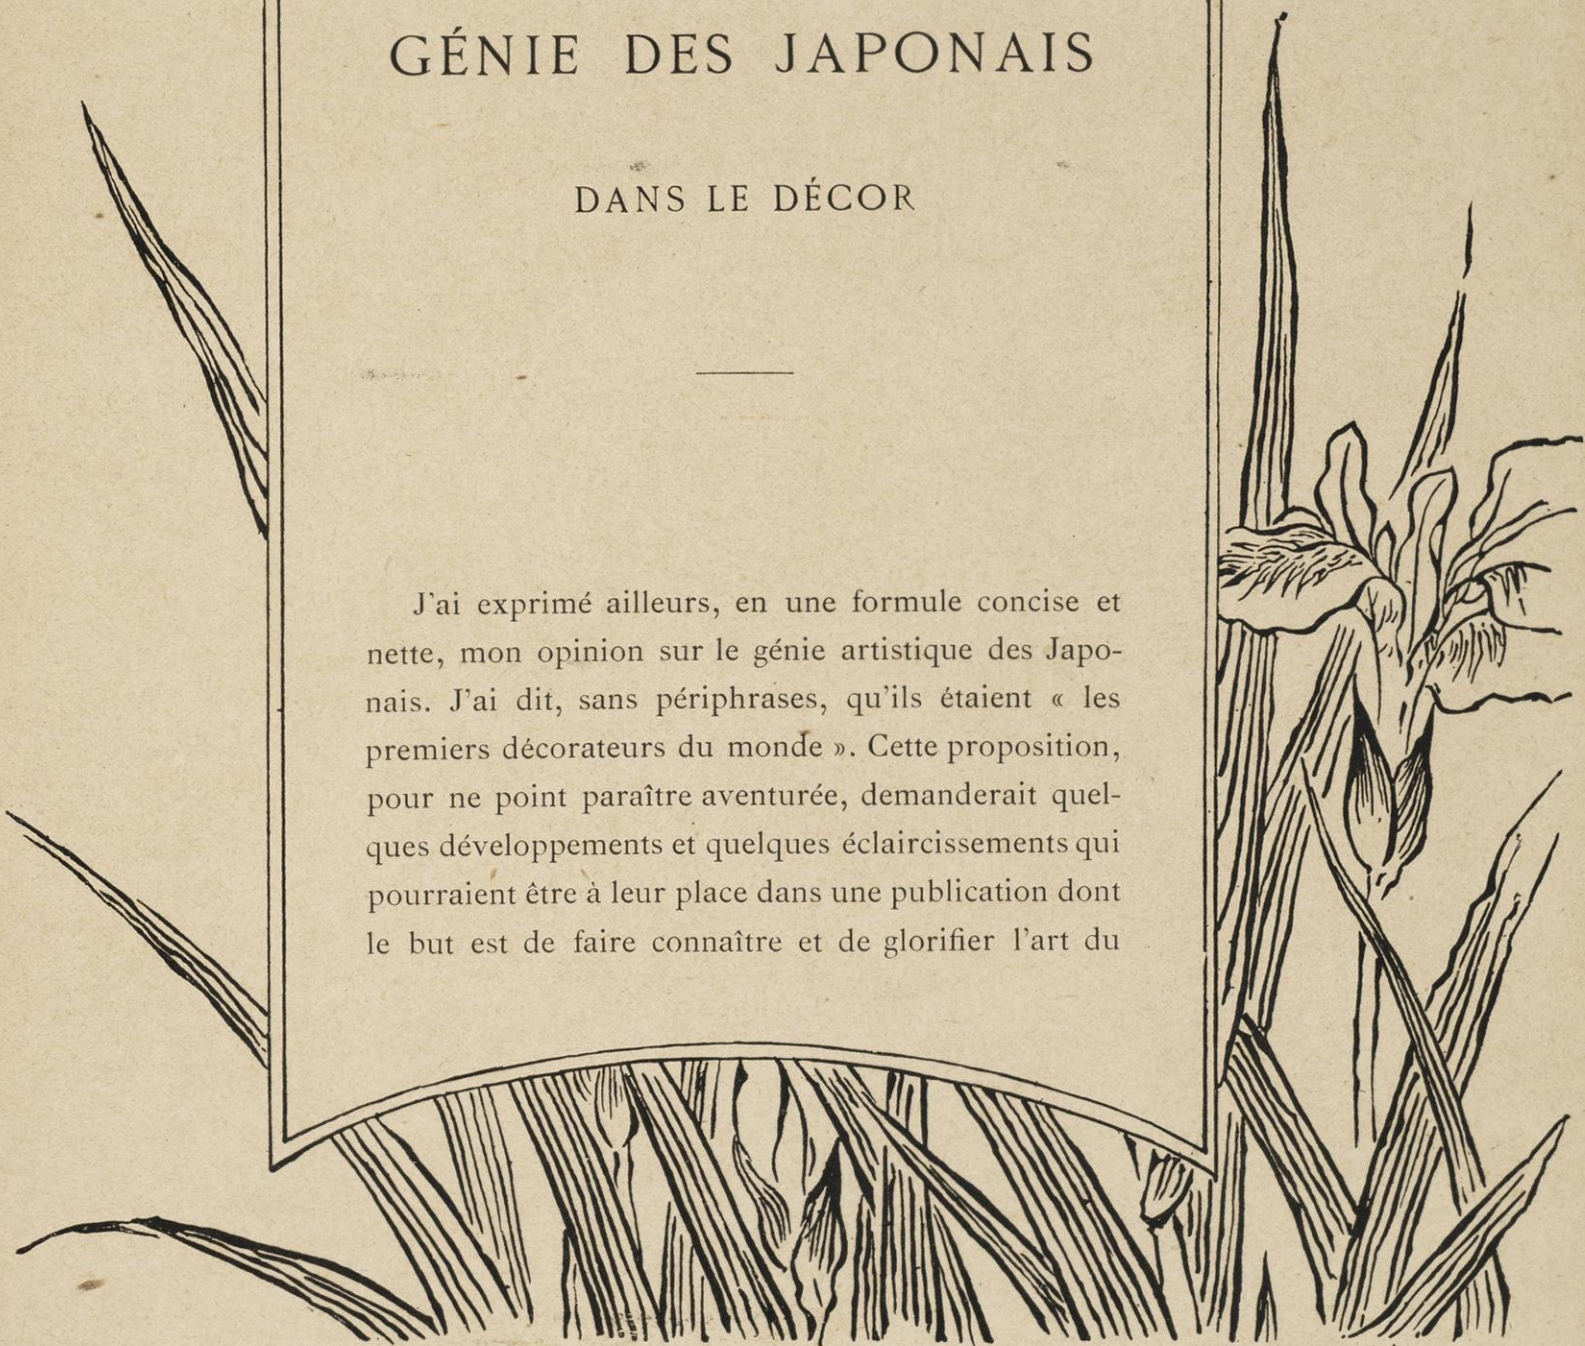 GÉNIE DES JAPONAIS
DANS LE DÉCOR
J'ai exprimé ailleurs, en une formule concise et
nette, mon opinion sur le génie artistique des Japo-
nais. J'ai dit, sans périphrases, qu'ils étaient « les
premiers décorateurs du monde ». Cette proposition,
pour ne point paraître aventurée, demanderait quel-
ques développements et quelques éclaircissements qui
pourraient être à leur place dans une publication dont
le but est de faire connaître et de glorifier l'art du